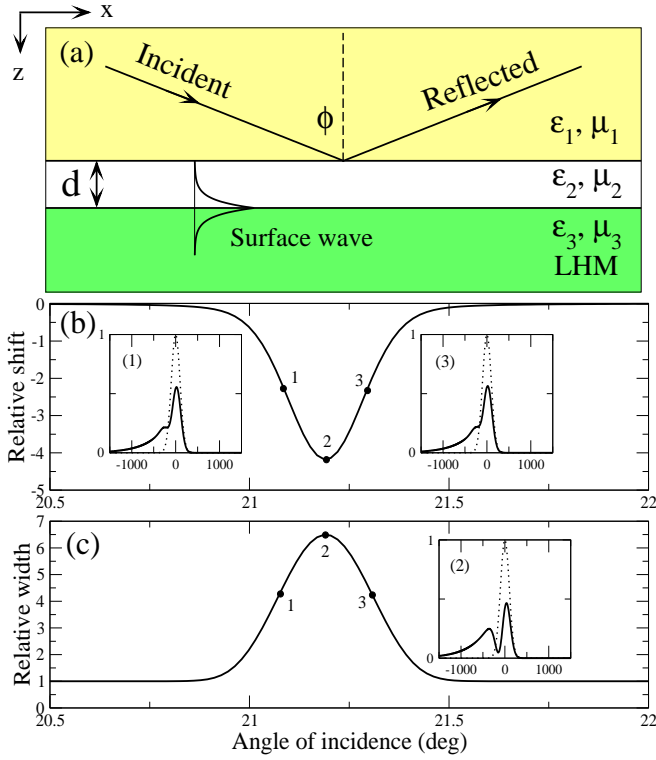 x
z
(a)
Incident
Reflected
ϕ
ε1, μ1
d
ε2, μ2
Surface wave
ε3, μ3
LHM
(b)
Relative shift
0
-1
-2
-3
-4
-5
(1)
1
0
-1000 0 1000
1
2
3
(3)
1
0
-1000 0 1000
20.5 21 21.5 22
(c)
Relative width
7
6
5
4
3
2
1
0
1
2
3
(2)
1
0
-1000 0 1000
20.5 21 21.5 22
Angle of incidence (deg)